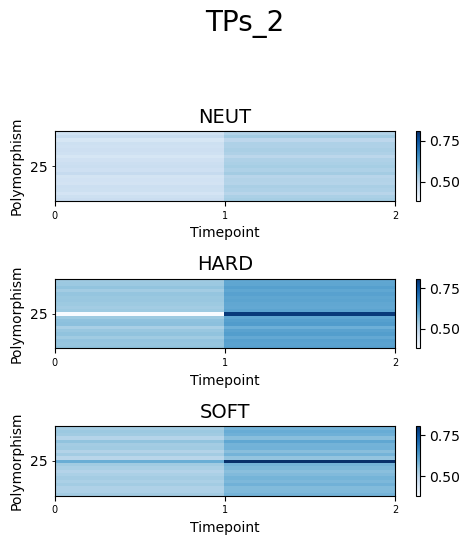 TPs_2
NEUT
Polymorphism
25
0 1 2
Timepoint
0.75
0.50
HARD
Polymorphism
25
0 1 2
Timepoint
0.75
0.50
SOFT
Polymorphism
25
0 1 2
Timepoint
0.75
0.50